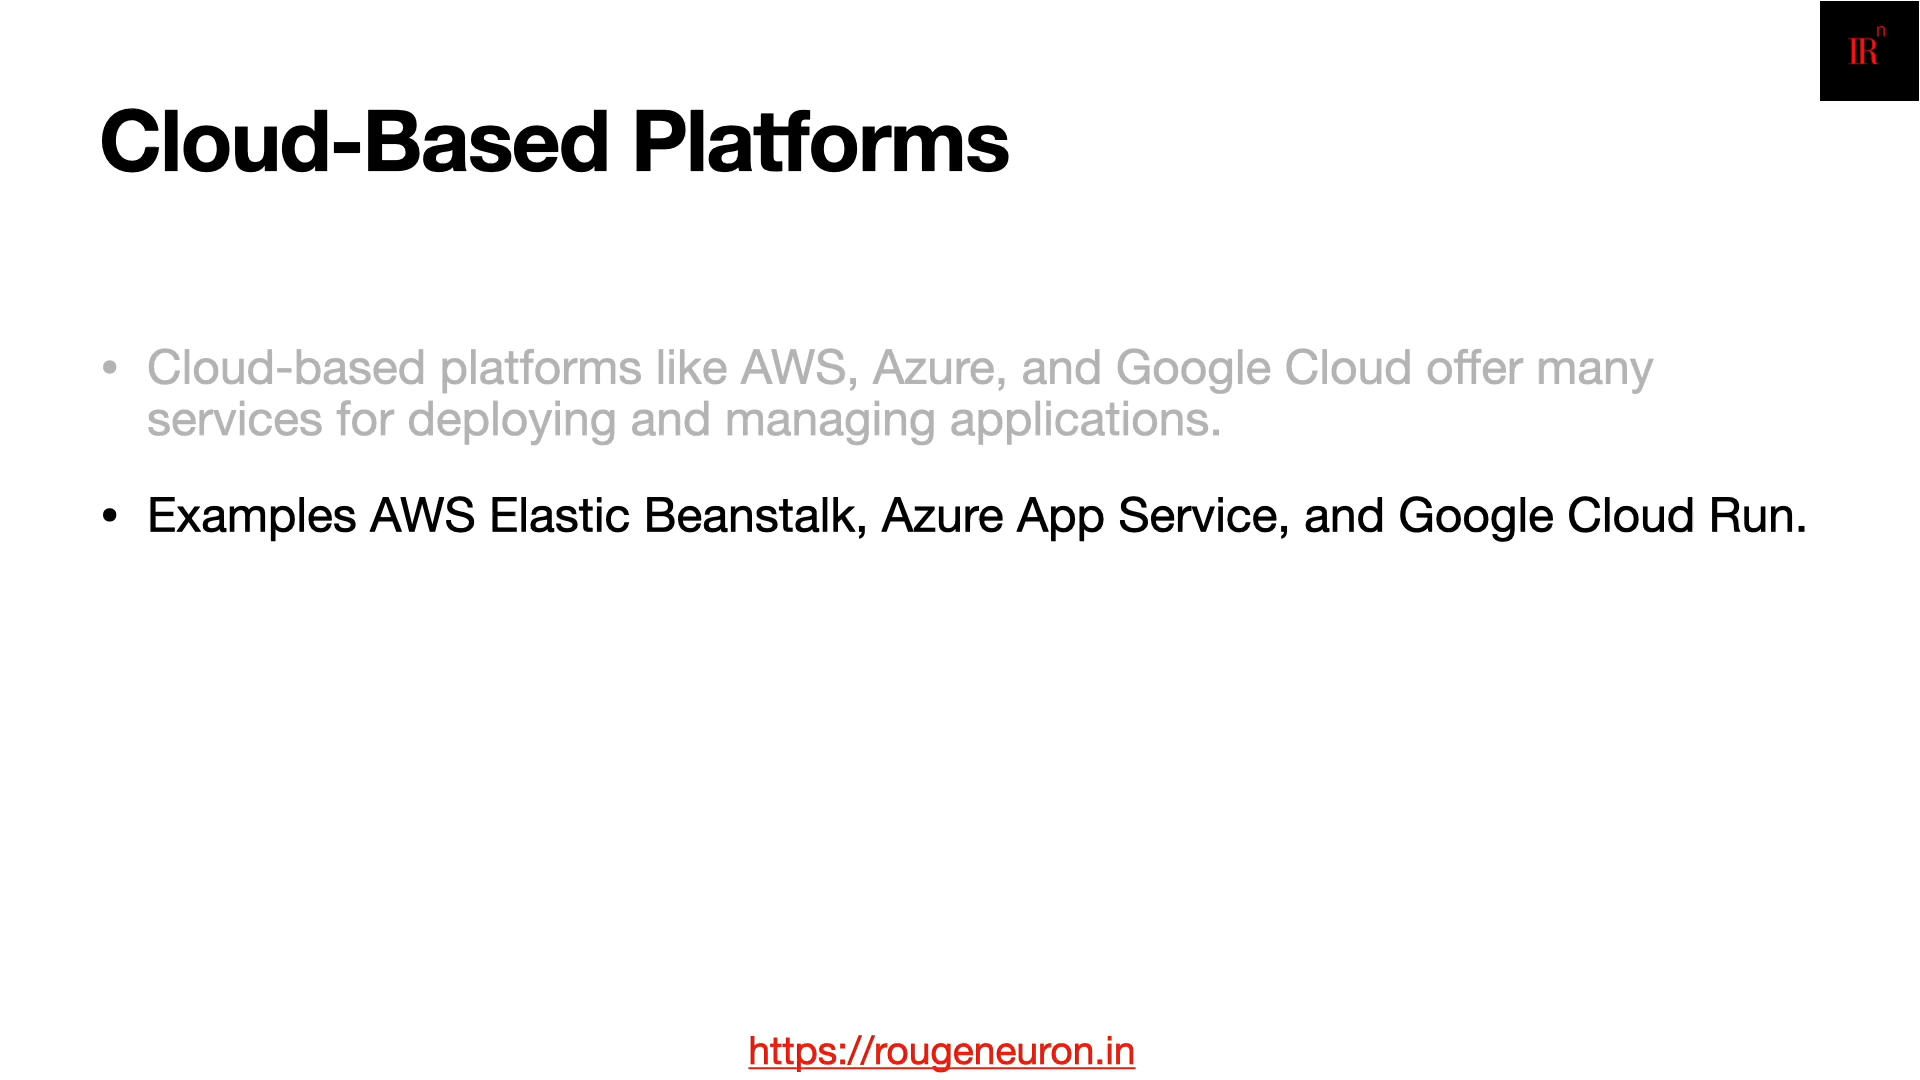 IRn
Cloud-Based Platforms
• Cloud-based platforms like AWS, Azure, and Google Cloud offer many
services for deploying and managing applications.
• Examples AWS Elastic Beanstalk, Azure App Service, and Google Cloud Run.
https://rougeneuron.in